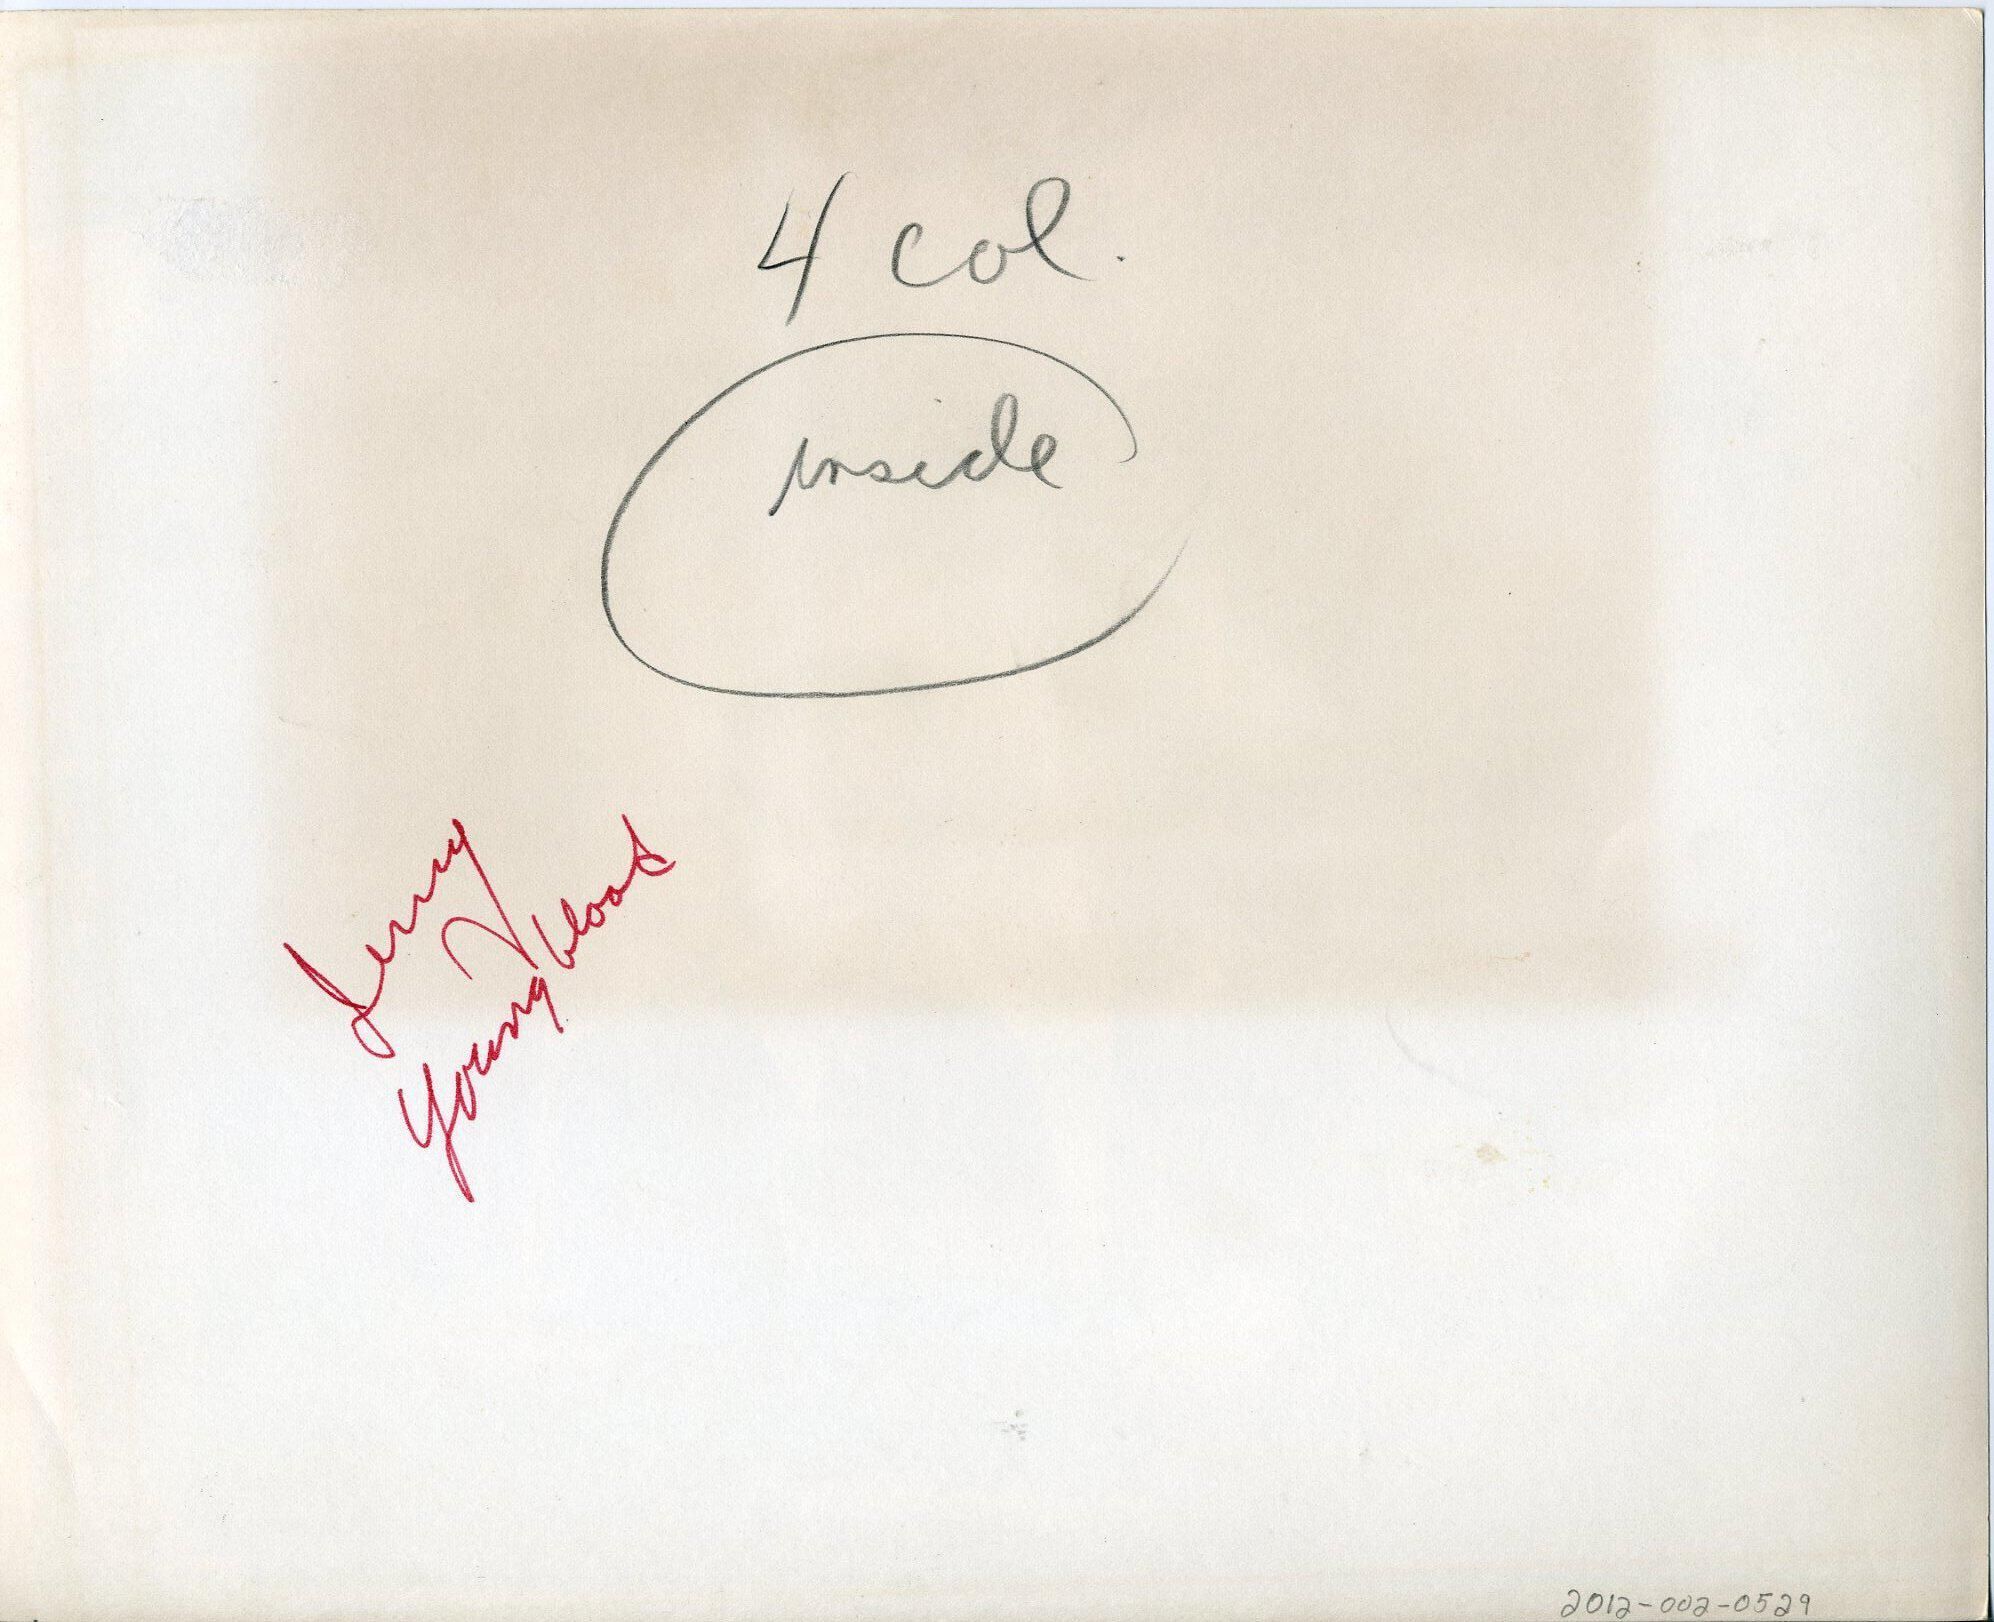 4 col.
inside
Jerry
Youngblood
2012-002-0529